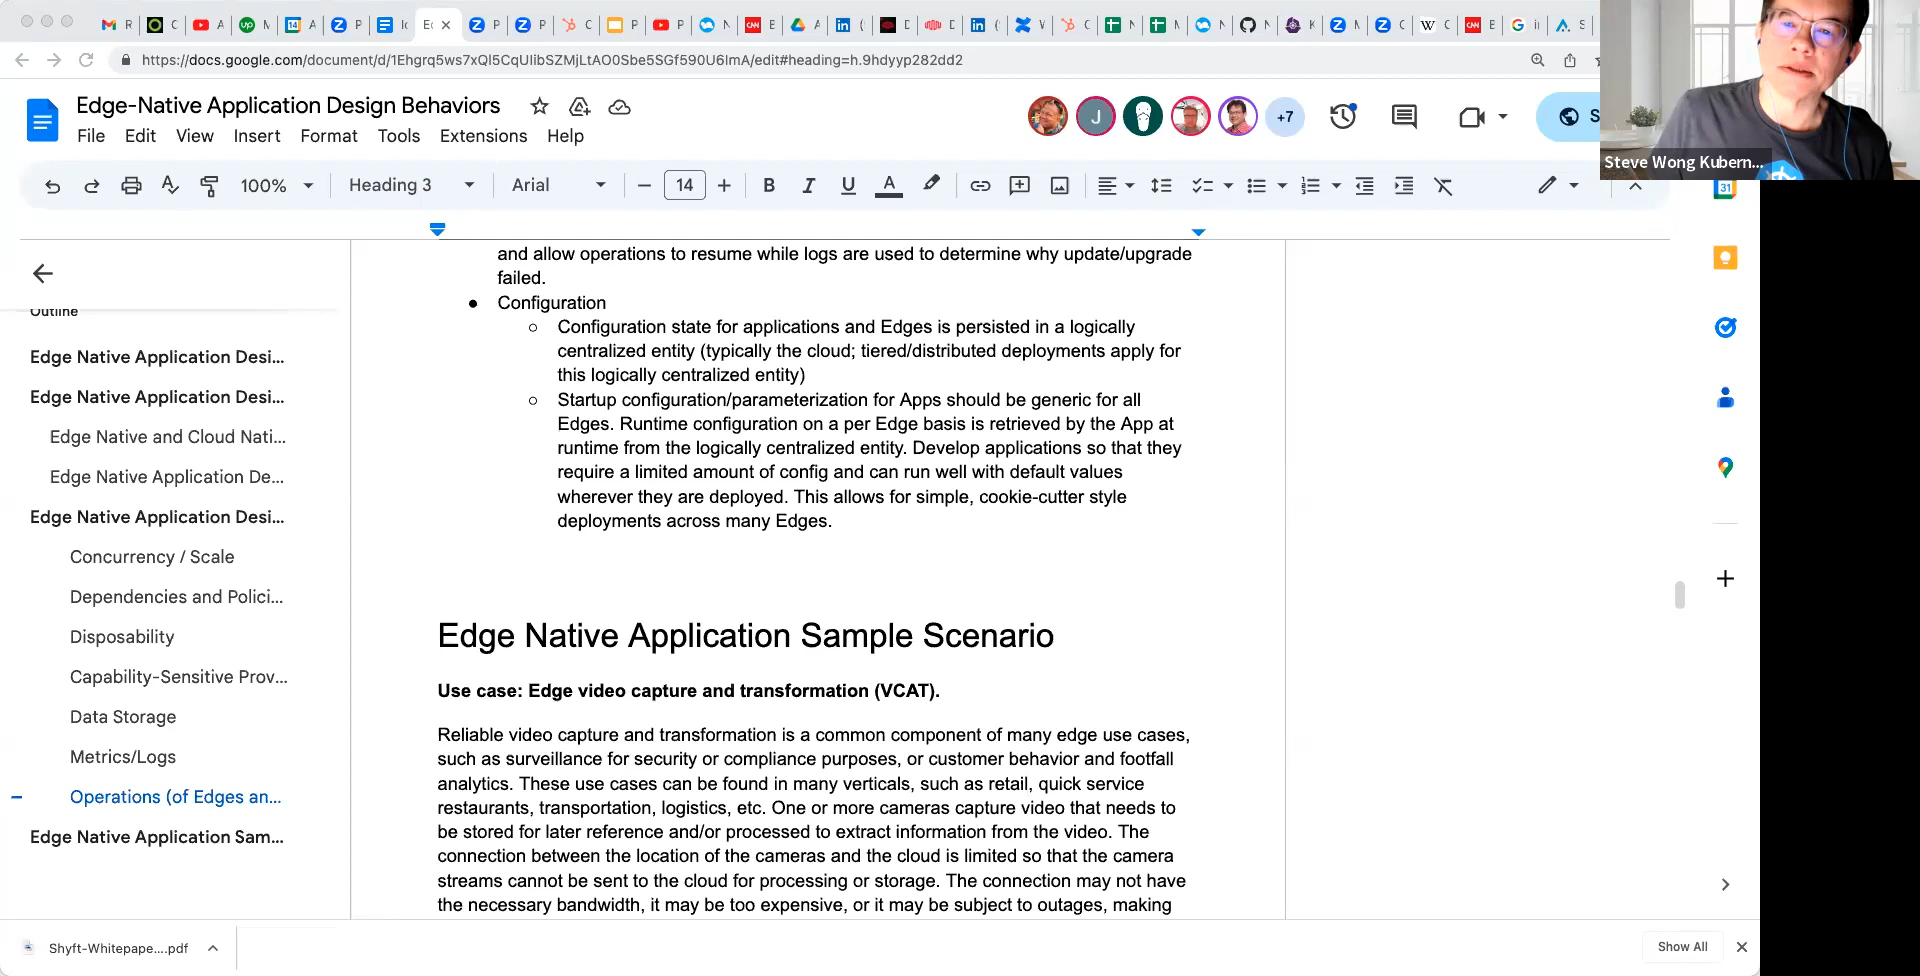 https://docs.google.com/document/d/1Ehgrq5ws7xQl5CqUIibSZMjLtAO0Sbe5SGf590U6ImA/edit#heading=h.9hdyyp282dd2
Edge-Native Application Design Behaviors
File Edit View Insert Format Tools Extensions Help
J
+7
S
Steve Wong Kubern...
100% Heading 3 Arial 14
B I U A
31
Outline
Edge Native Application Desi...
Edge Native Application Desi...
Edge Native and Cloud Nati...
Edge Native Application De...
Edge Native Application Desi...
Concurrency / Scale
Dependencies and Polici...
Disposability
Capability-Sensitive Prov...
Data Storage
Metrics/Logs
Operations (of Edges an...
Edge Native Application Sam...
and allow operations to resume while logs are used to determine why update/upgrade
failed.
● Configuration
○ Configuration state for applications and Edges is persisted in a logically
centralized entity (typically the cloud; tiered/distributed deployments apply for
this logically centralized entity)
○ Startup configuration/parameterization for Apps should be generic for all
Edges. Runtime configuration on a per Edge basis is retrieved by the App at
runtime from the logically centralized entity. Develop applications so that they
require a limited amount of config and can run well with default values
wherever they are deployed. This allows for simple, cookie-cutter style
deployments across many Edges.
Edge Native Application Sample Scenario
Use case: Edge video capture and transformation (VCAT).
Reliable video capture and transformation is a common component of many edge use cases,
such as surveillance for security or compliance purposes, or customer behavior and footfall
analytics. These use cases can be found in many verticals, such as retail, quick service
restaurants, transportation, logistics, etc. One or more cameras capture video that needs to
be stored for later reference and/or processed to extract information from the video. The
connection between the location of the cameras and the cloud is limited so that the camera
streams cannot be sent to the cloud for processing or storage. The connection may not have
the necessary bandwidth, it may be too expensive, or it may be subject to outages, making
Shyft-Whitepape....pdf
Show All